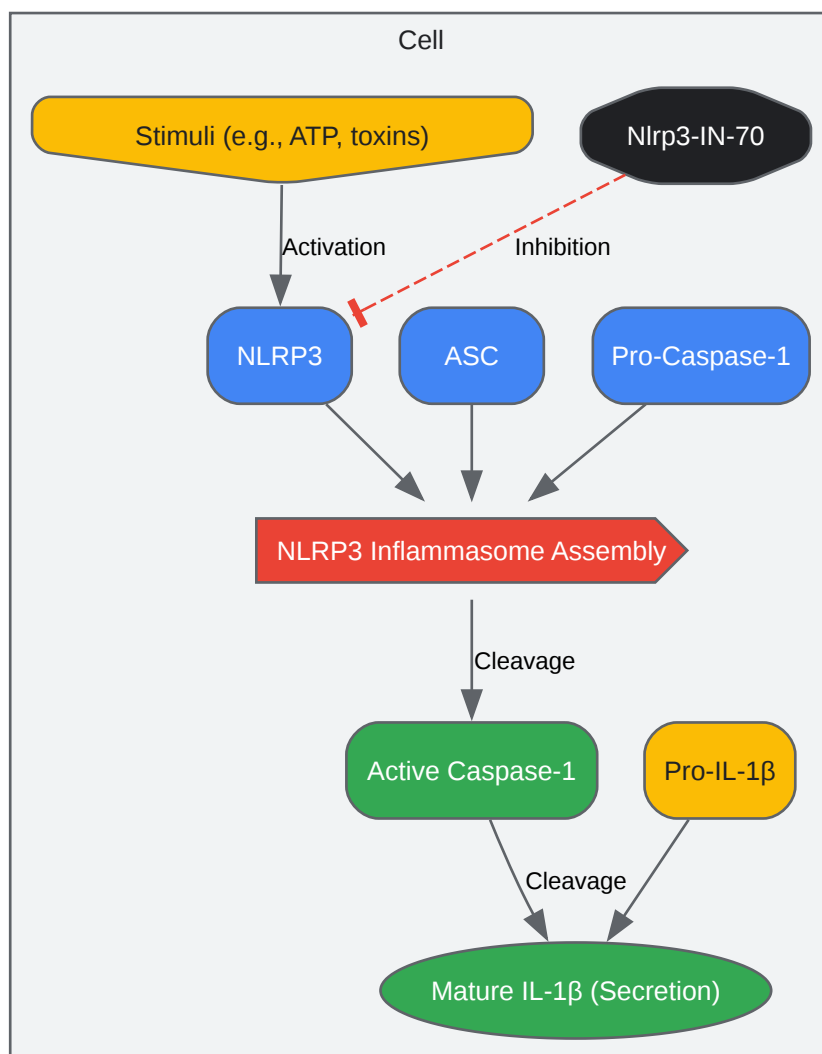 Cell
Stimuli (e.g., ATP, toxins)
Nlrp3-IN-70
Activation
Inhibition
NLRP3
ASC
Pro-Caspase-1
NLRP3 Inflammasome Assembly
Cleavage
Active Caspase-1
Pro-IL-1β
Cleavage
Mature IL-1β (Secretion)